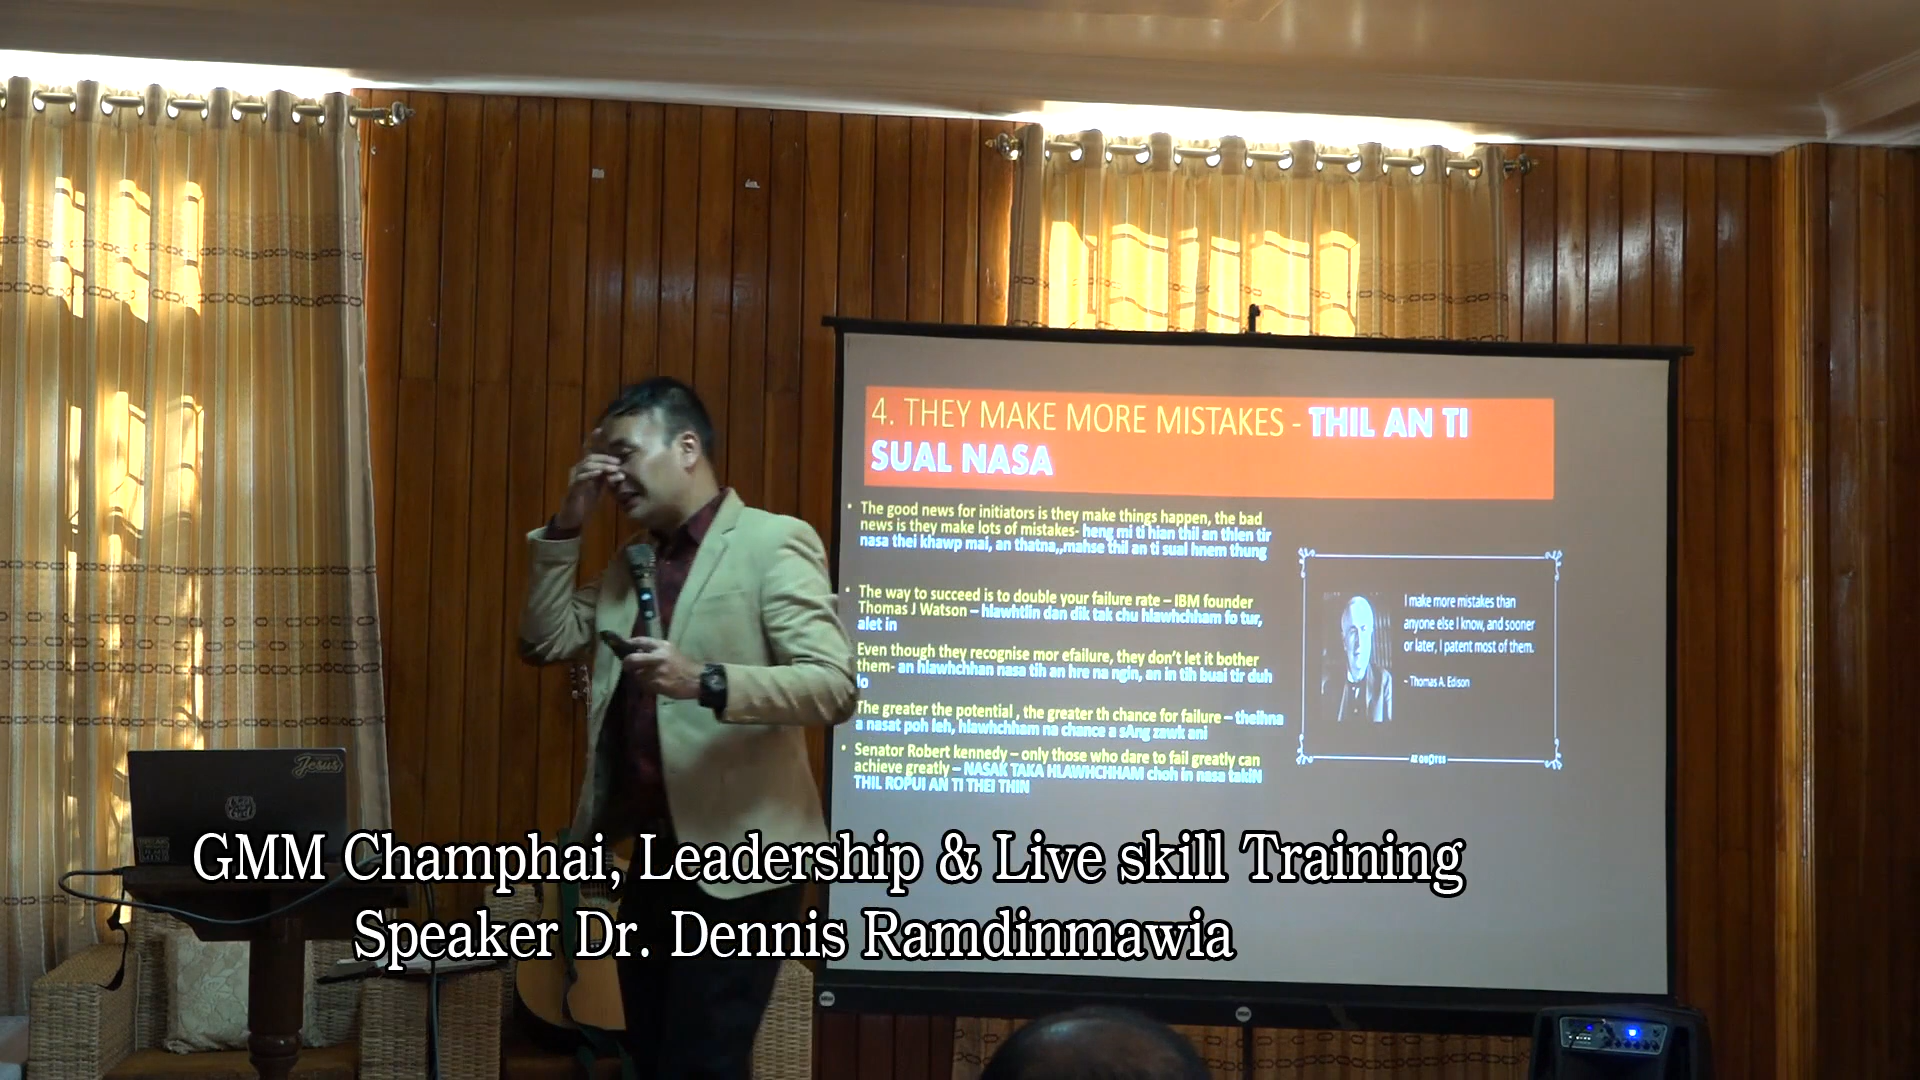 4. THEY MAKE MORE MISTAKES - THIL AN TI
SUAL NASA
• The good news for initiators is they make things happen, the bad
news is they make lots of mistakes- heng mi ti hian thil an thlen tir
nasa thei khawp mai, an thatna,,mahse thil an ti sual hnem thung
• The way to succeed is to double your failure rate – IBM founder
Thomas J Watson – hlawhtlin dan dik tak chu hlawhchham fo tur,
alet in
Even though they recognise mor efailure, they don't let it bother
them- an hlawhchhan nasa tih an hre na ngin, an in tih buai tir duh
lo
The greater the potential , the greater th chance for failure – theihna
a nasat poh leh, hlawhchham na chance a sAng zawk ani
• Senator Robert kennedy – only those who dare to fail greatly can
achieve greatly – NASAK TAKA HLAWHCHHAM choh in nasa takiN
THIL ROPUI AN TI THEI THIN
I make more mistakes than
anyone else I know, and sooner
or later, I patent most of them.
~ Thomas A. Edison
AZ QUOTES
Jesus
GMM Champhai, Leadership & Live skill Training
Speaker Dr. Dennis Ramdinmawia